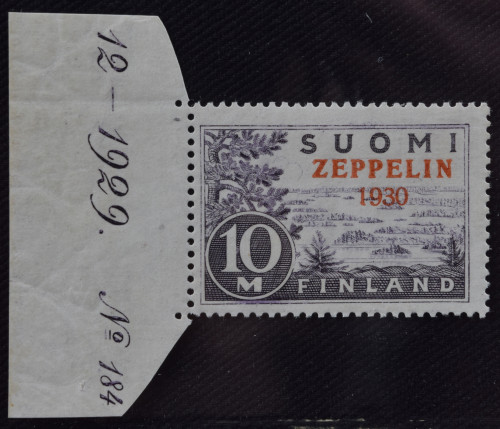 12 – 1929.
No 184
SUOMI
ZEPPELIN
1930
10
M
FINLAND